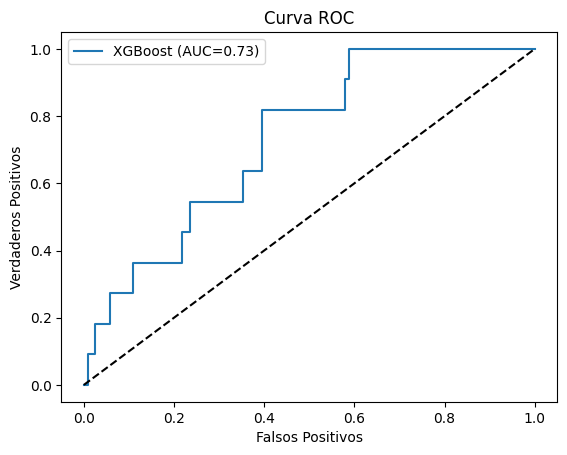 Curva ROC
XGBoost (AUC=0.73)
Verdaderos Positivos
1.0
0.8
0.6
0.4
0.2
0.0
0.0 0.2 0.4 0.6 0.8 1.0
Falsos Positivos